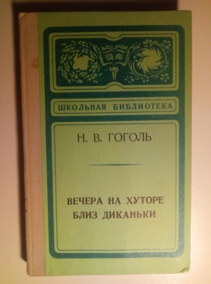 ШКОЛЬНАЯ БИБЛИОТЕКА
Н. В. ГОГОЛЬ
ВЕЧЕРА НА ХУТОРЕ
БЛИЗ ДИКАНЬКИ